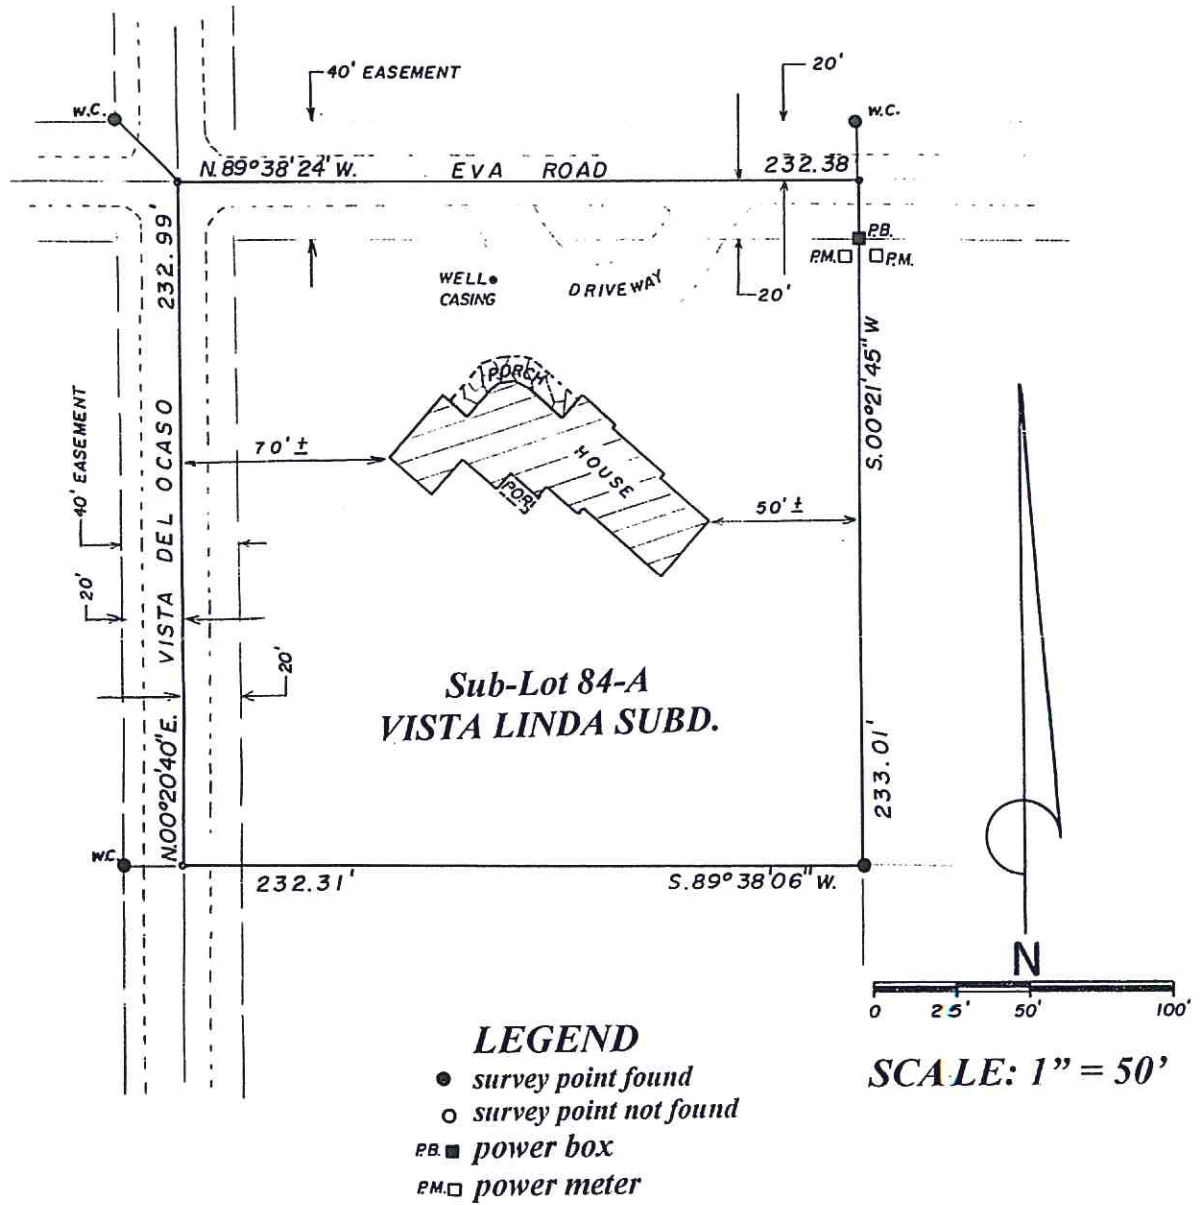 40' EASEMENT
20'
W.C.
W.C.
N.89°38'24"W. EVA ROAD 232.38
P.B.
P.M. P.M.
232.99
WELL
CASING
DRIVEWAY
20'
PORCH
S.00°21'45"W
VISTA DEL OCASO
40' EASEMENT
70'±
HOUSE
POR.
50'±
20'
20'
Sub-Lot 84-A
VISTA LINDA SUBD.
N.00°20'40"E.
233.01'
W.C.
232.31' S.89°38'06"W.
N
0 25' 50' 100'
SCALE: 1" = 50'
LEGEND
survey point found
survey point not found
P.B. power box
P.M. power meter